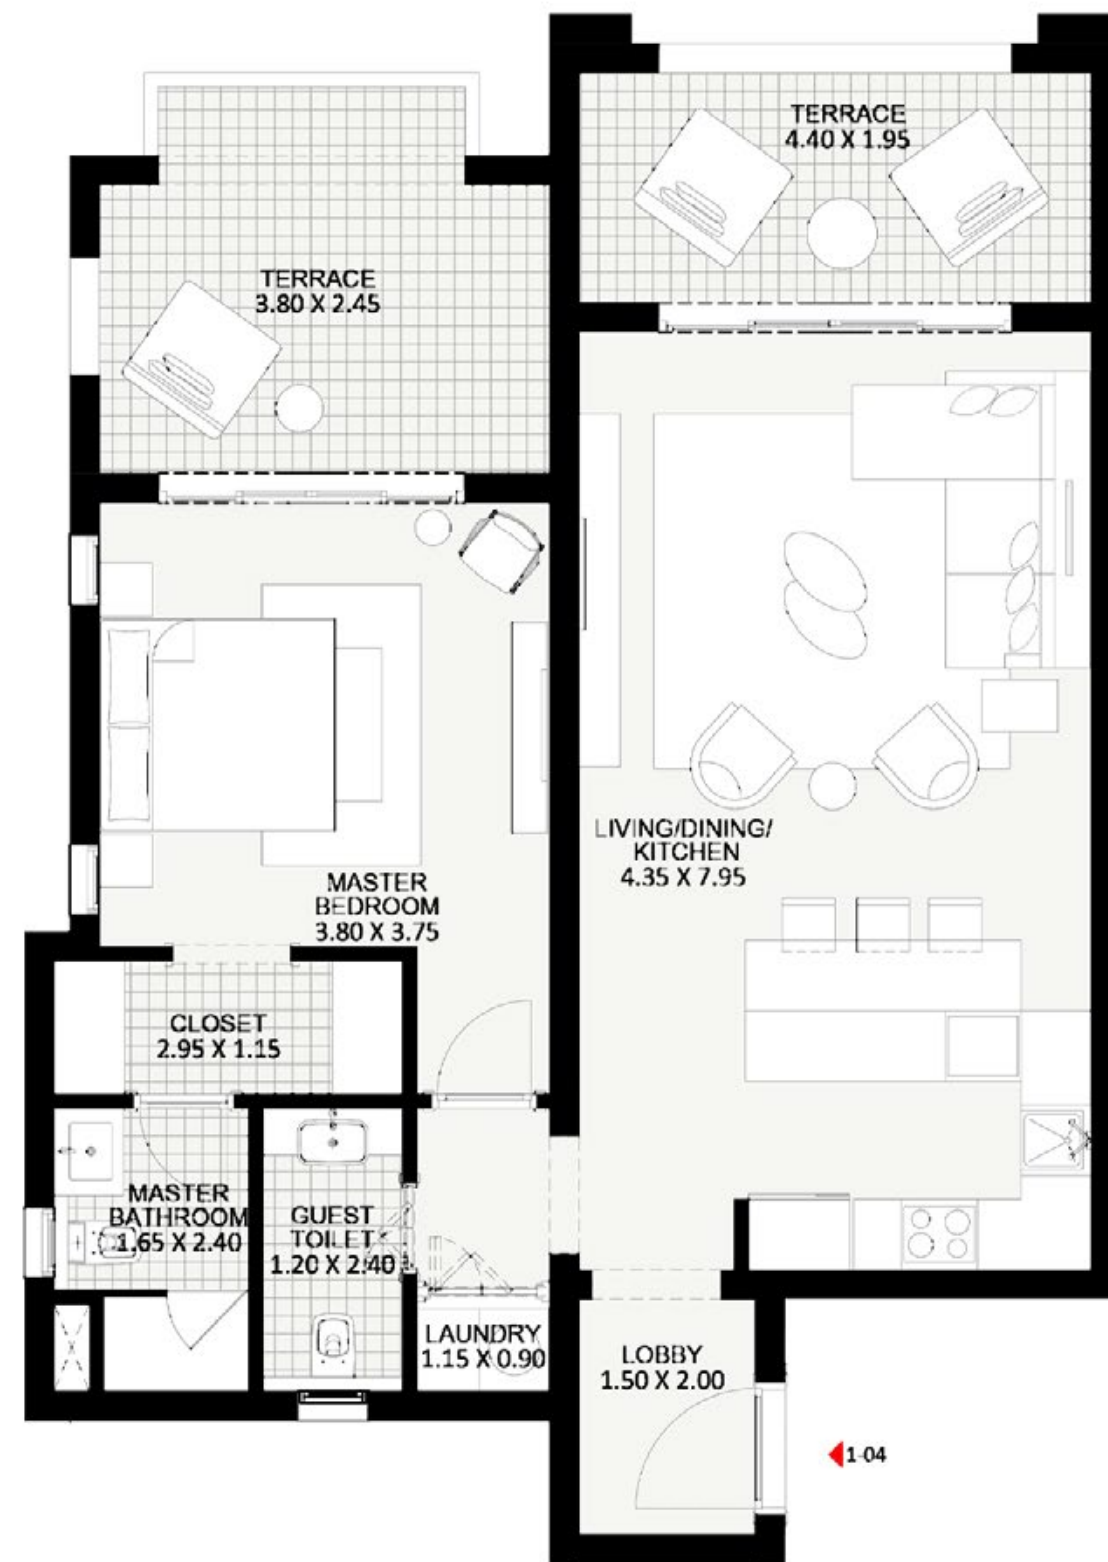 TERRACE
4.40 X 1.95
TERRACE
3.80 X 2.45
LIVING/DINING/
KITCHEN
4.35 X 7.95
MASTER
BEDROOM
3.80 X 3.75
CLOSET
2.95 X 1.15
MASTER
BATHROOM
1.65 X 2.40
GUEST
TOILET
1.20 X 2.40
LAUNDRY
1.15 X 0.90
LOBBY
1.50 X 2.00
1-04